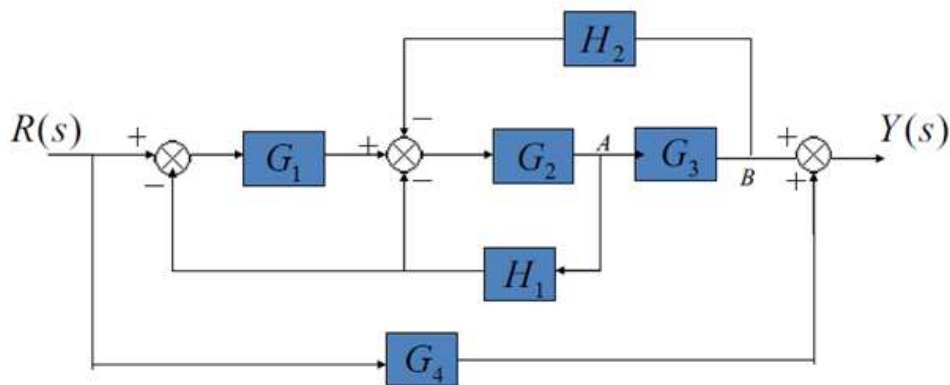 H₂
−
R(s) + G₁ + G₂ A G₃ + Y(s)
− − B +
H₁
G₄